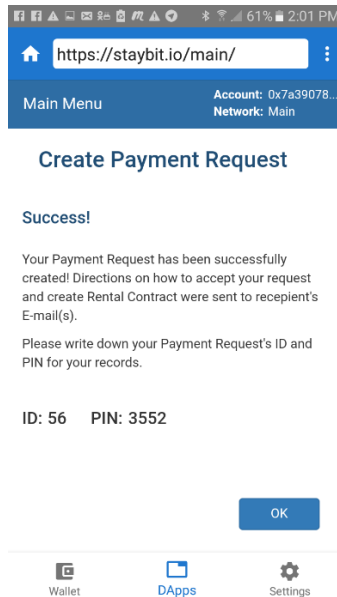 61% 2:01 PM
https://staybit.io/main/
Main Menu
Account: 0x7a39078...
Network: Main
Create Payment Request
Success!
Your Payment Request has been successfully
created! Directions on how to accept your request
and create Rental Contract were sent to recepient's
E-mail(s).
Please write down your Payment Request's ID and
PIN for your records.
ID: 56 PIN: 3552
OK
Wallet DApps Settings